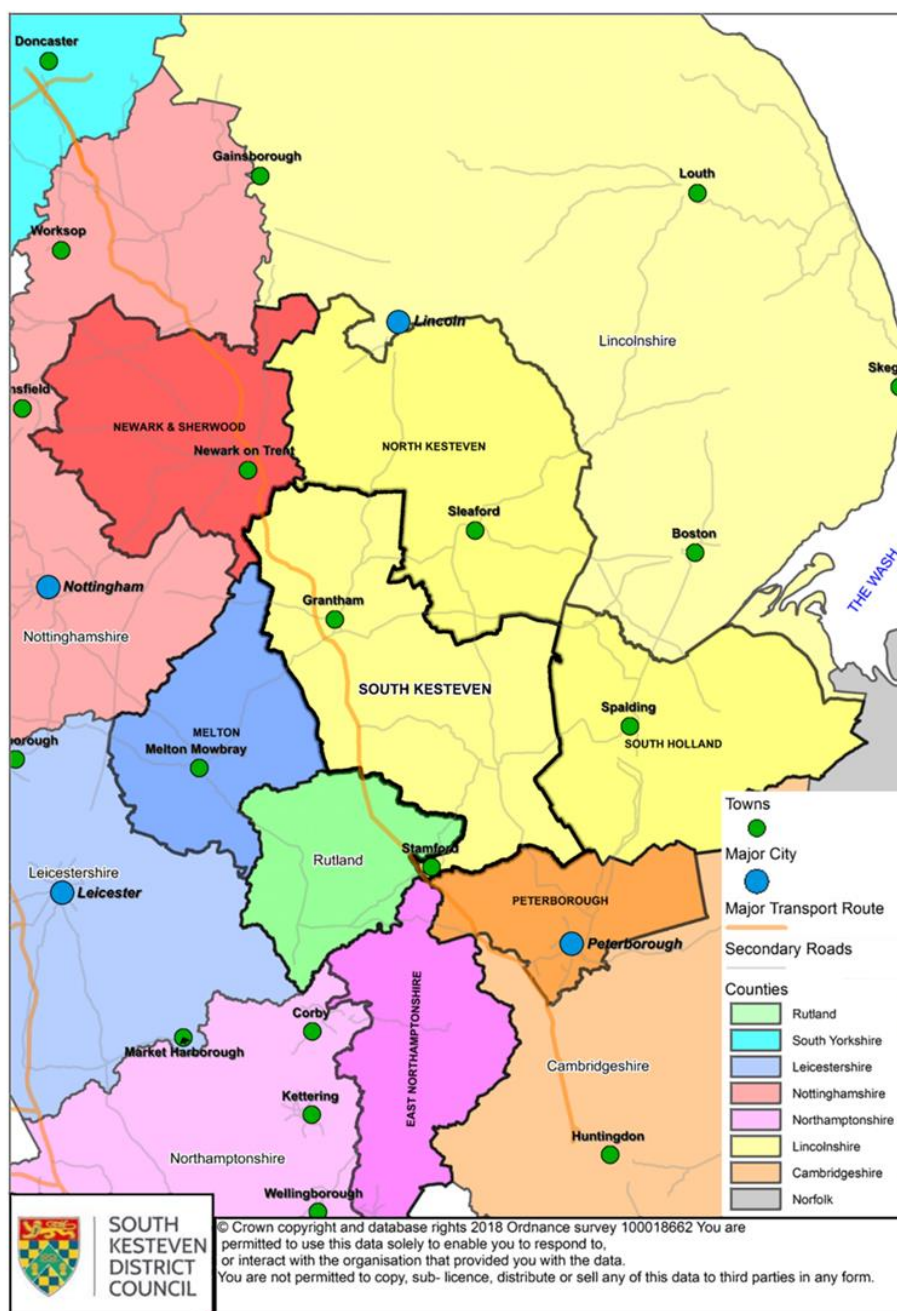 Doncaster
Gainsborough
Louth
Worksop
Lincoln
Lincolnshire
Skeg
nsfield
NEWARK & SHERWOOD
NORTH KESTEVEN
Newark on Trent
Sleaford
Boston
THE WASH
Nottingham
Grantham
Nottinghamshire
SOUTH KESTEVEN
Spalding
MELTON
SOUTH HOLLAND
orough
Melton Mowbray
Rutland
Stamford
Leicestershire
Leicester
PETERBOROUGH
Peterborough
EAST NORTHAMPTONSHIRE
Corby
Market Harborough
Cambridgeshire
Kettering
Huntingdon
Northamptonshire
Wellingborough
Towns
Major City
Major Transport Route
Secondary Roads
Counties
Rutland
South Yorkshire
Leicestershire
Nottinghamshire
Northamptonshire
Lincolnshire
Cambridgeshire
Norfolk
SOUTH
KESTEVEN
DISTRICT
COUNCIL
© Crown copyright and database rights 2018 Ordnance survey 100018662 You are
permitted to use this data solely to enable you to respond to,
or interact with the organisation that provided you with the data.
You are not permitted to copy, sub- licence, distribute or sell any of this data to third parties in any form.